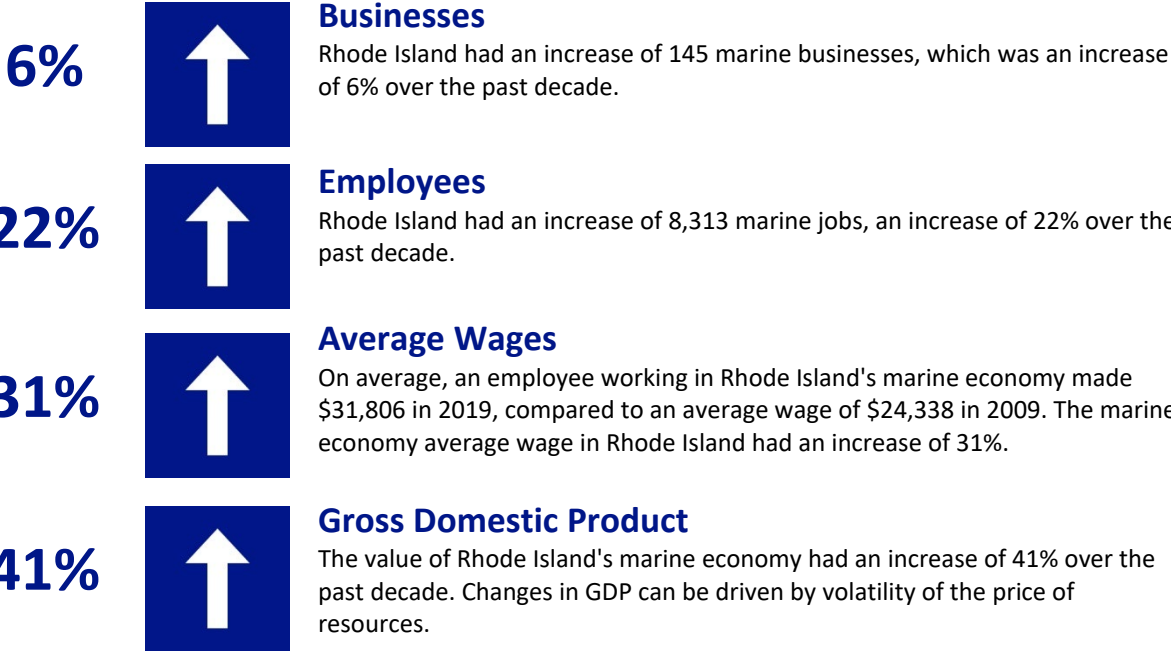 Businesses
6%
Rhode Island had an increase of 145 marine businesses, which was an increase
of 6% over the past decade.
Employees
22%
Rhode Island had an increase of 8,313 marine jobs, an increase of 22% over the
past decade.
Average Wages
31%
On average, an employee working in Rhode Island's marine economy made
$31,806 in 2019, compared to an average wage of $24,338 in 2009. The marine
economy average wage in Rhode Island had an increase of 31%.
Gross Domestic Product
41%
The value of Rhode Island's marine economy had an increase of 41% over the
past decade. Changes in GDP can be driven by volatility of the price of
resources.